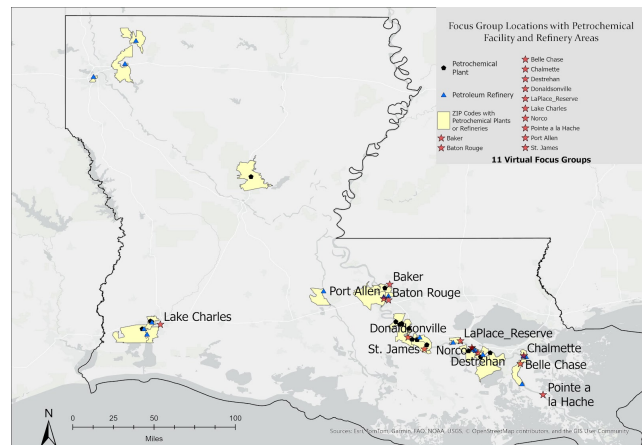 Focus Group Locations with Petrochemical
Facility and Refinery Areas
Petrochemical
Plant
Petroleum Refinery
ZIP Codes with
Petrochemical Plants
or Refineries
Baker
Baton Rouge
Belle Chase
Chalmette
Destrehan
Donaldsonville
LaPlace_Reserve
Lake Charles
Norco
Pointe a la Hache
Port Allen
St. James
11 Virtual Focus Groups
Baker
Port Allen
Baton Rouge
Lake Charles
Donaldsonville
St. James
LaPlace_Reserve
Norco
Destrehan
Chalmette
Belle Chase
Pointe a
la Hache
N
0 25 50 100
Miles
Sources: Esri, TomTom, Garmin, FAO, NOAA, USGS, © OpenStreetMap contributors, and the GIS User Community